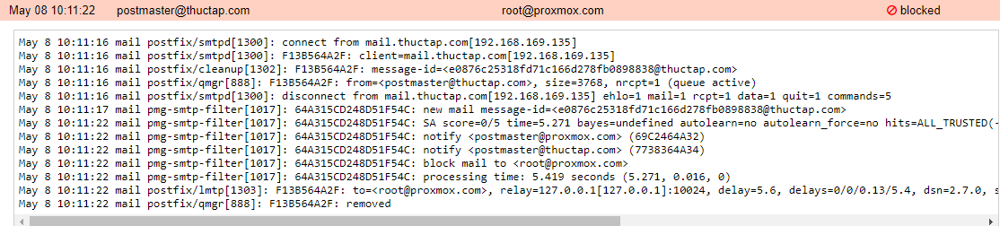 May 08 10:11:22 postmaster@thuctap.com root@proxmox.com blocked
May 8 10:11:16 mail postfix/smtpd[1300]: connect from mail.thuctap.com[192.168.169.135]
May 8 10:11:16 mail postfix/smtpd[1300]: F13B564A2F: client=mail.thuctap.com[192.168.169.135]
May 8 10:11:16 mail postfix/cleanup[1302]: F13B564A2F: message-id=<e0876c25318fd71c166d278fb0898838@thuctap.com>
May 8 10:11:16 mail postfix/qmgr[888]: F13B564A2F: from=<postmaster@thuctap.com>, size=3768, nrcpt=1 (queue active)
May 8 10:11:16 mail postfix/smtpd[1300]: disconnect from mail.thuctap.com[192.168.169.135] ehlo=1 mail=1 rcpt=1 data=1 quit=1 commands=5
May 8 10:11:17 mail pmg-smtp-filter[1017]: 64A315CD248D51F54C: new mail message-id=<e0876c25318fd71c166d278fb0898838@thuctap.com>
May 8 10:11:22 mail pmg-smtp-filter[1017]: 64A315CD248D51F54C: SA score=0/5 time=5.271 bayes=undefined autolearn=no autolearn_force=no hits=ALL_TRUSTED(-
May 8 10:11:22 mail pmg-smtp-filter[1017]: 64A315CD248D51F54C: notify <postmaster@proxmox.com> (69C2464A32)
May 8 10:11:22 mail pmg-smtp-filter[1017]: 64A315CD248D51F54C: notify <postmaster@thuctap.com> (7738364A34)
May 8 10:11:22 mail pmg-smtp-filter[1017]: 64A315CD248D51F54C: block mail to <root@proxmox.com>
May 8 10:11:22 mail pmg-smtp-filter[1017]: 64A315CD248D51F54C: processing time: 5.419 seconds (5.271, 0.016, 0)
May 8 10:11:22 mail postfix/lmtp[1303]: F13B564A2F: to=<root@proxmox.com>, relay=127.0.0.1[127.0.0.1]:10024, delay=5.6, delays=0/0/0.13/5.4, dsn=2.7.0, s
May 8 10:11:22 mail postfix/qmgr[888]: F13B564A2F: removed